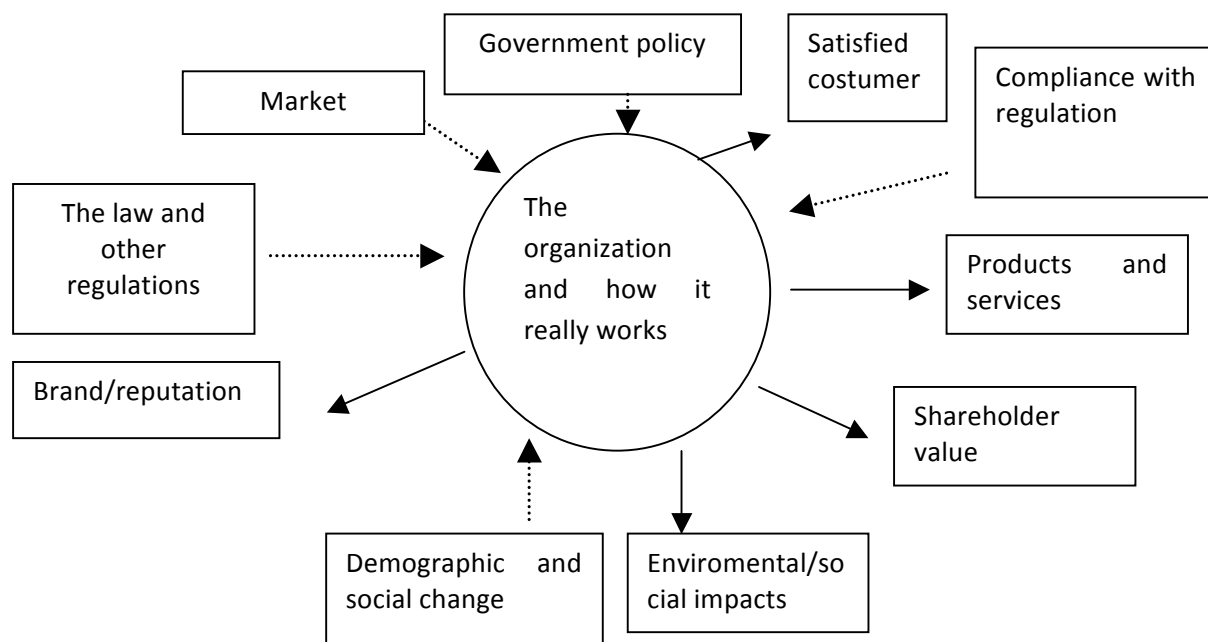 Government policy
Satisfied
costumer
Compliance with
regulation
Market
The law and
other
regulations
The
organization
and how it
really works
Products and
services
Brand/reputation
Shareholder
value
Demographic and
social change
Enviromental/so
cial impacts